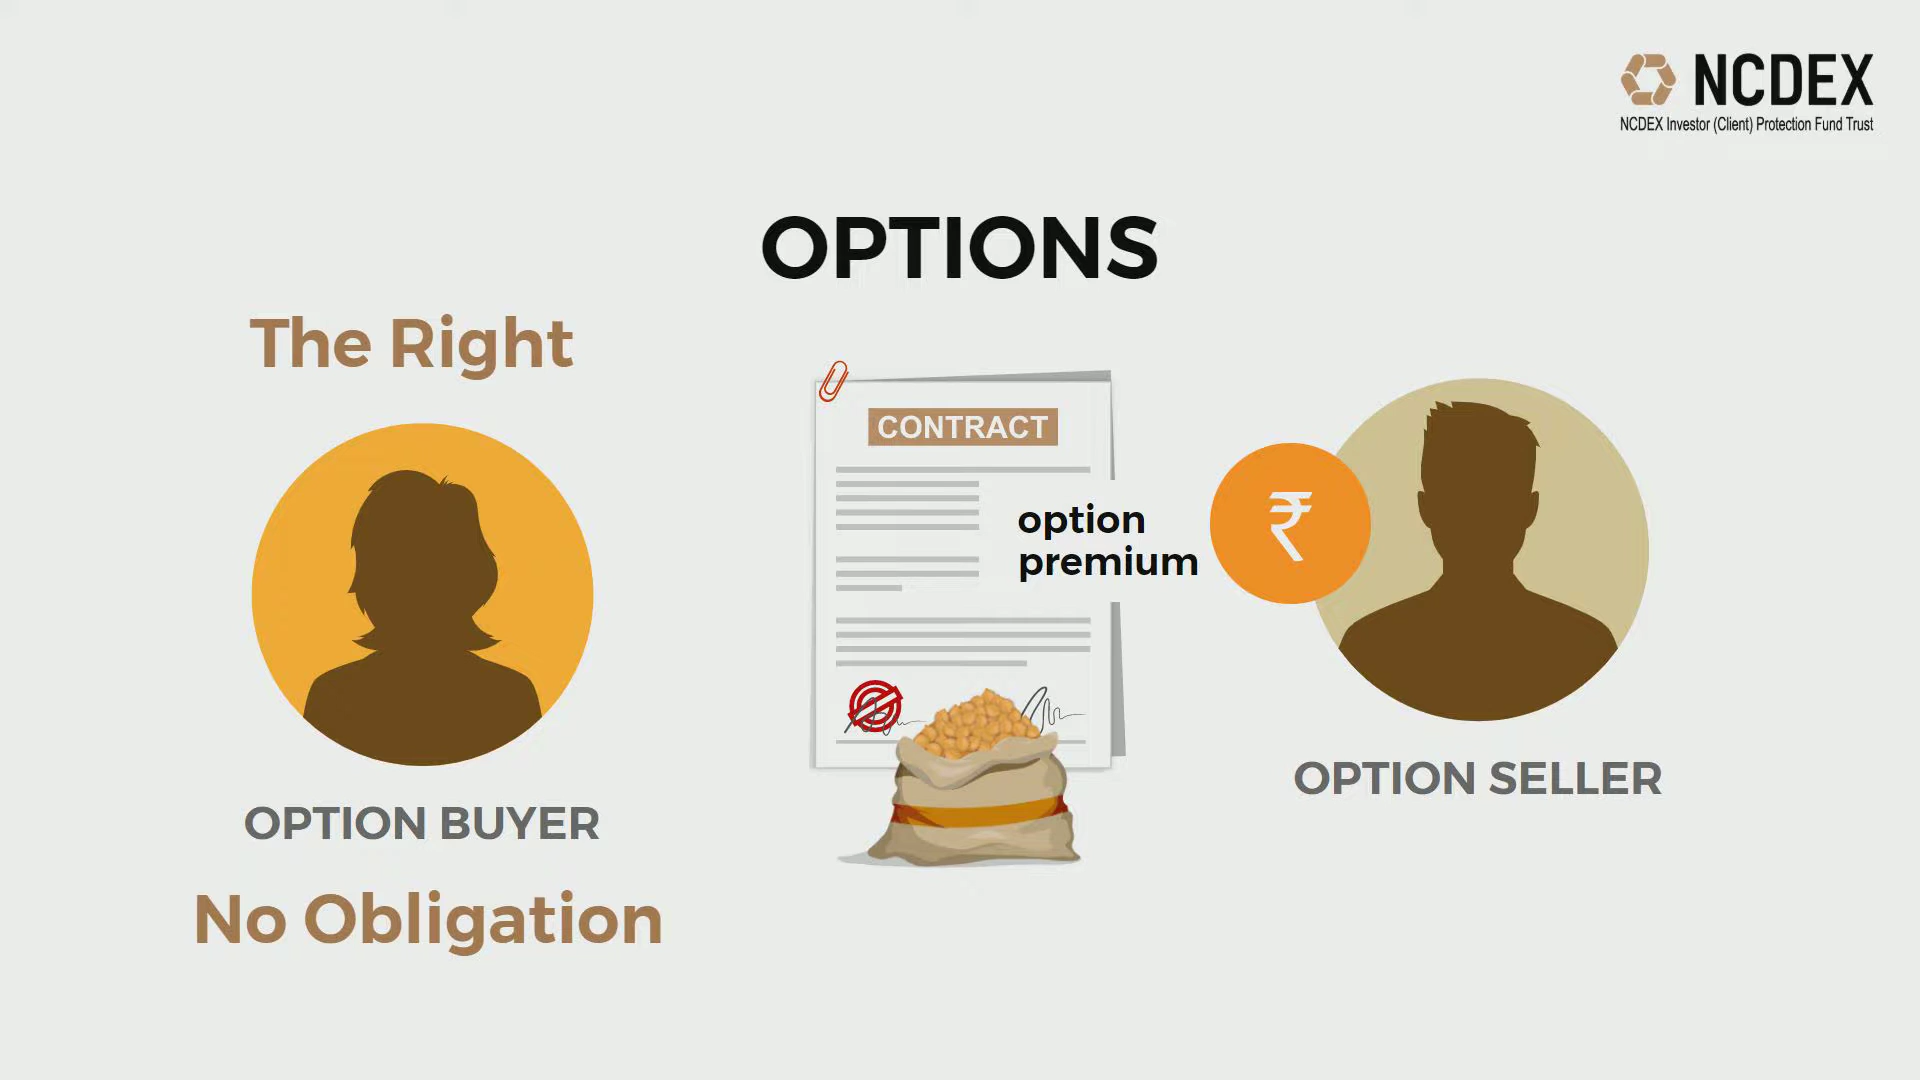 NCDEX
NCDEX Investor (Client) Protection Fund Trust
OPTIONS
The Right
CONTRACT
option
premium
₹
OPTION BUYER
OPTION SELLER
No Obligation